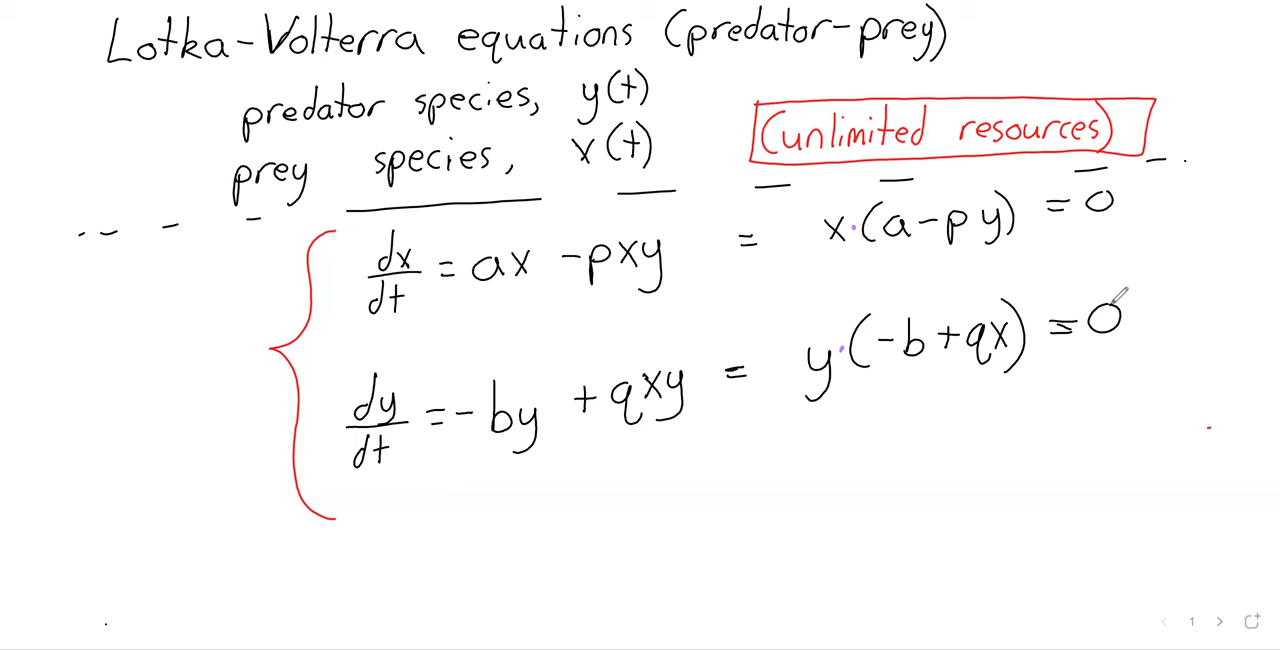 Lotka-Volterra equations (predator-prey)
predator species, y(t)
(unlimited resources)
prey species, x(t)
dx/dt = ax - pxy = x·(a-py) = 0
dy/dt = -by + qxy = y·(-b+qx) = 0
1